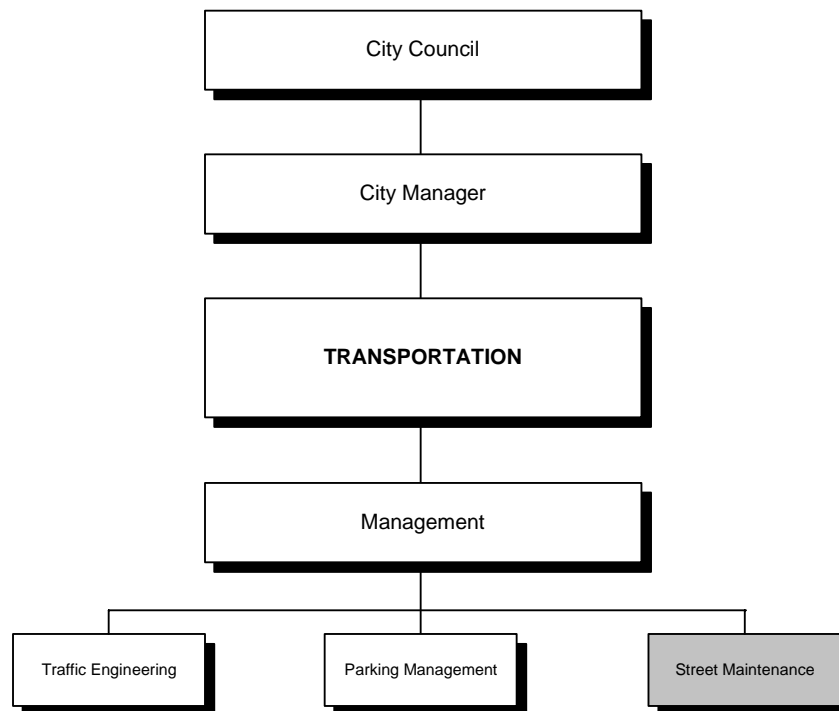 City Council
City Manager
TRANSPORTATION
Management
Traffic Engineering
Parking Management
Street Maintenance